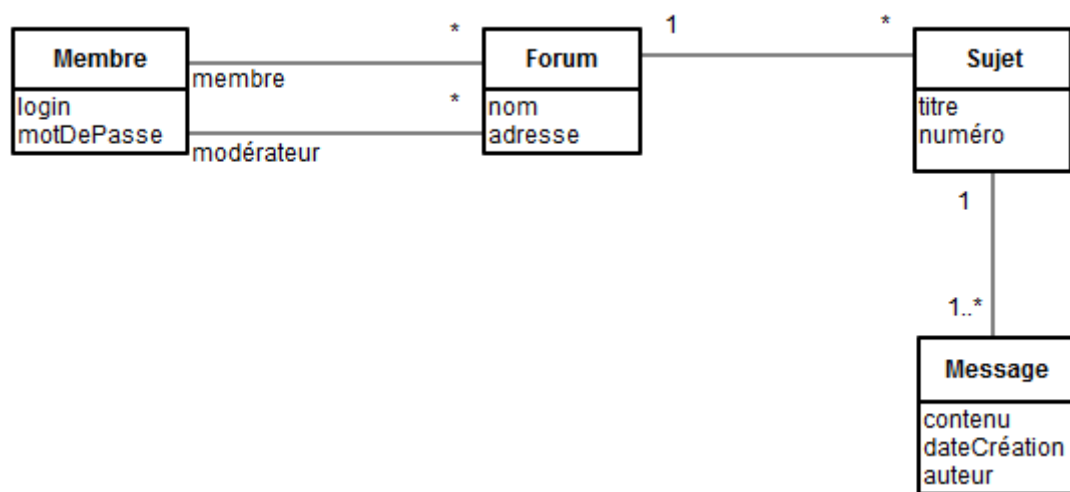 Membre
login
motDePasse
*
membre
*
modérateur
Forum
nom
adresse
1
*
Sujet
titre
numéro
1
1..*
Message
contenu
dateCréation
auteur